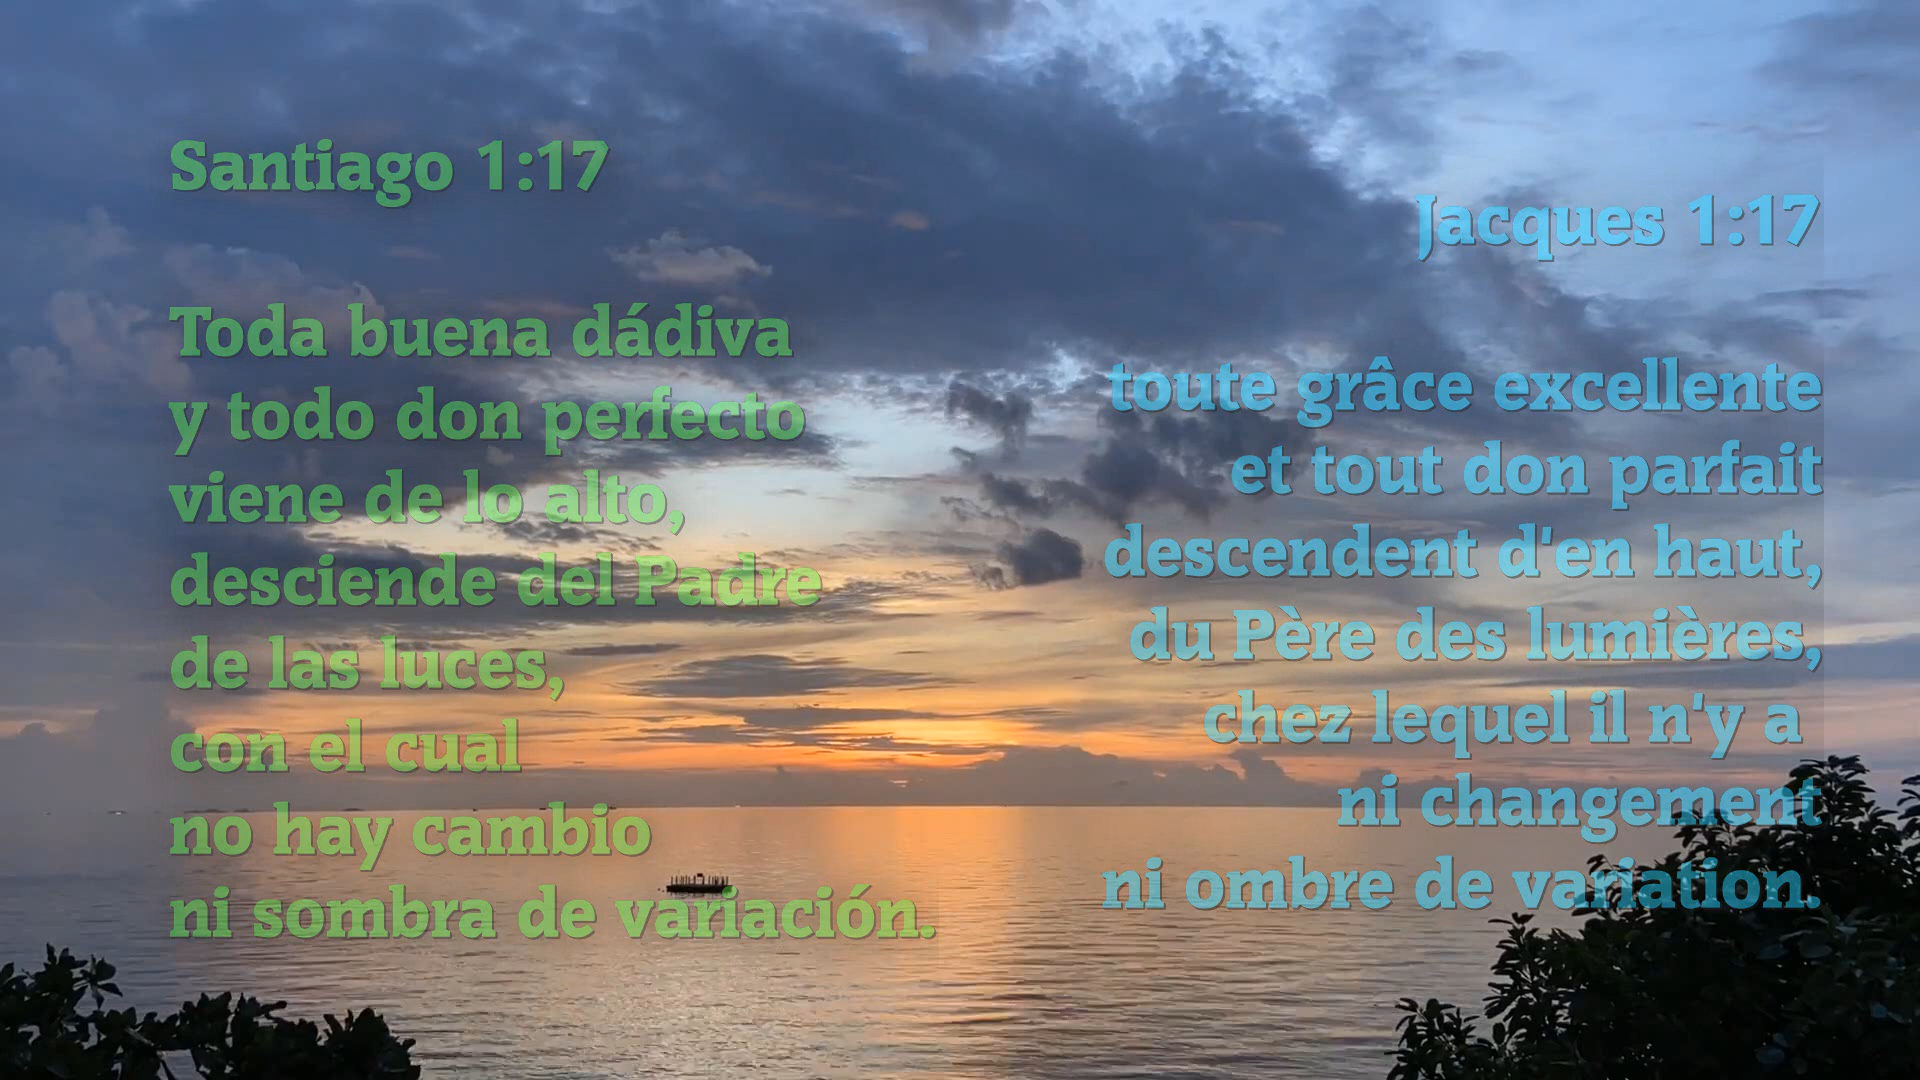 Santiago 1:17
Toda buena dádiva
y todo don perfecto
viene de lo alto,
desciende del Padre
de las luces,
con el cual
no hay cambio
ni sombra de variación.
Jacques 1:17
toute grâce excellente
et tout don parfait
descendent d'en haut,
du Père des lumières,
chez lequel il n'y a
ni changement
ni ombre de variation.